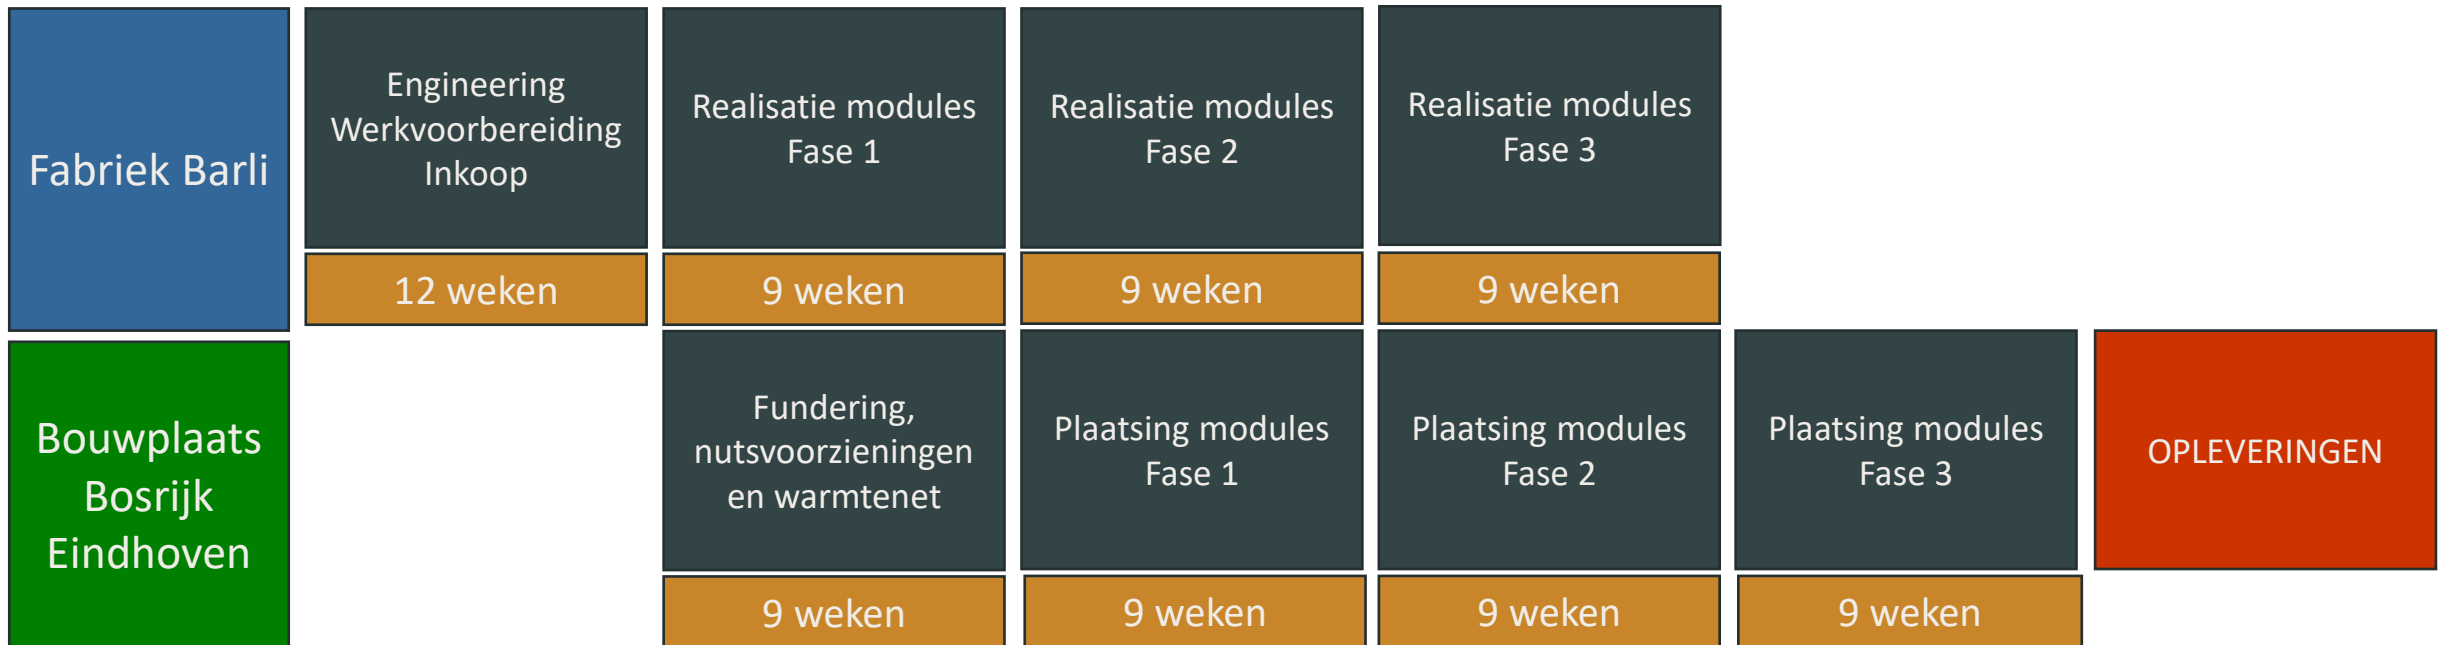 Fabriek Barli
Engineering
Werkvoorbereiding
Inkoop
12 weken
Realisatie modules
Fase 1
9 weken
Realisatie modules
Fase 2
9 weken
Realisatie modules
Fase 3
9 weken
Bouwplaats
Bosrijk
Eindhoven
Fundering,
nutsvoorzieningen
en warmtenet
9 weken
Plaatsing modules
Fase 1
9 weken
Plaatsing modules
Fase 2
9 weken
Plaatsing modules
Fase 3
9 weken
OPLEVERINGEN